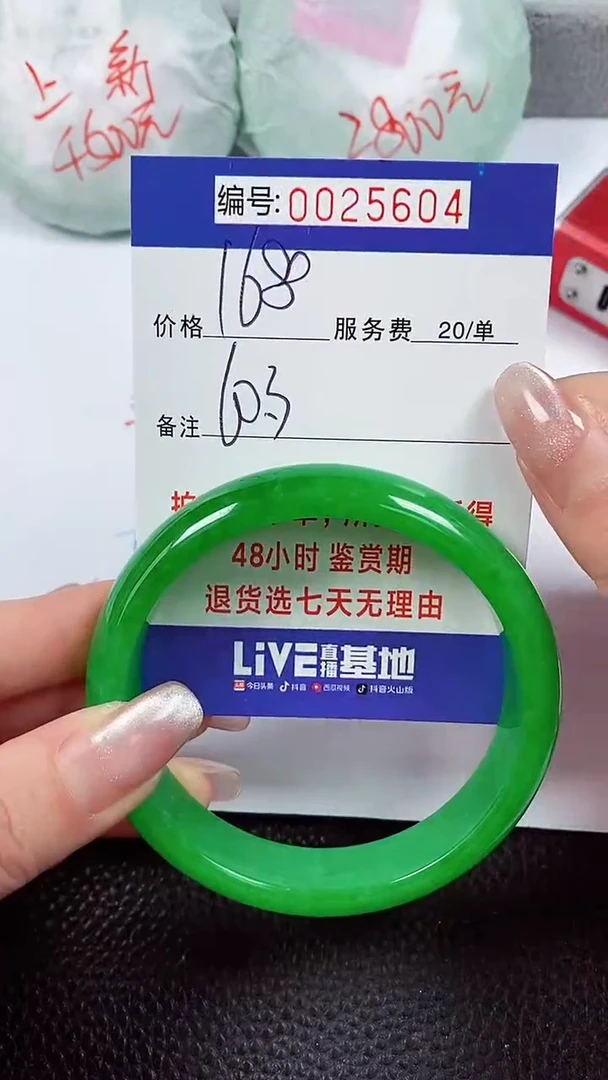 上新
4600元
2800元
编号:0025604
价格 168 服务费 20/单
备注 60.3
48小时 鉴赏期
退货选七天无理由
LiVE直播基地
今日头条 抖音 西瓜视频 抖音火山版